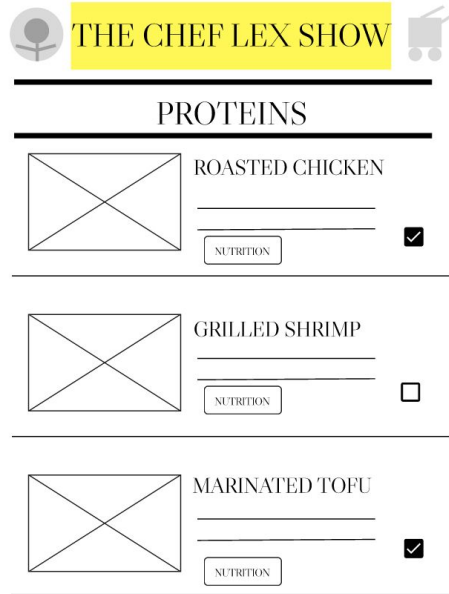 THE CHEF LEX SHOW
PROTEINS
ROASTED CHICKEN
NUTRITION
GRILLED SHRIMP
NUTRITION
MARINATED TOFU
NUTRITION